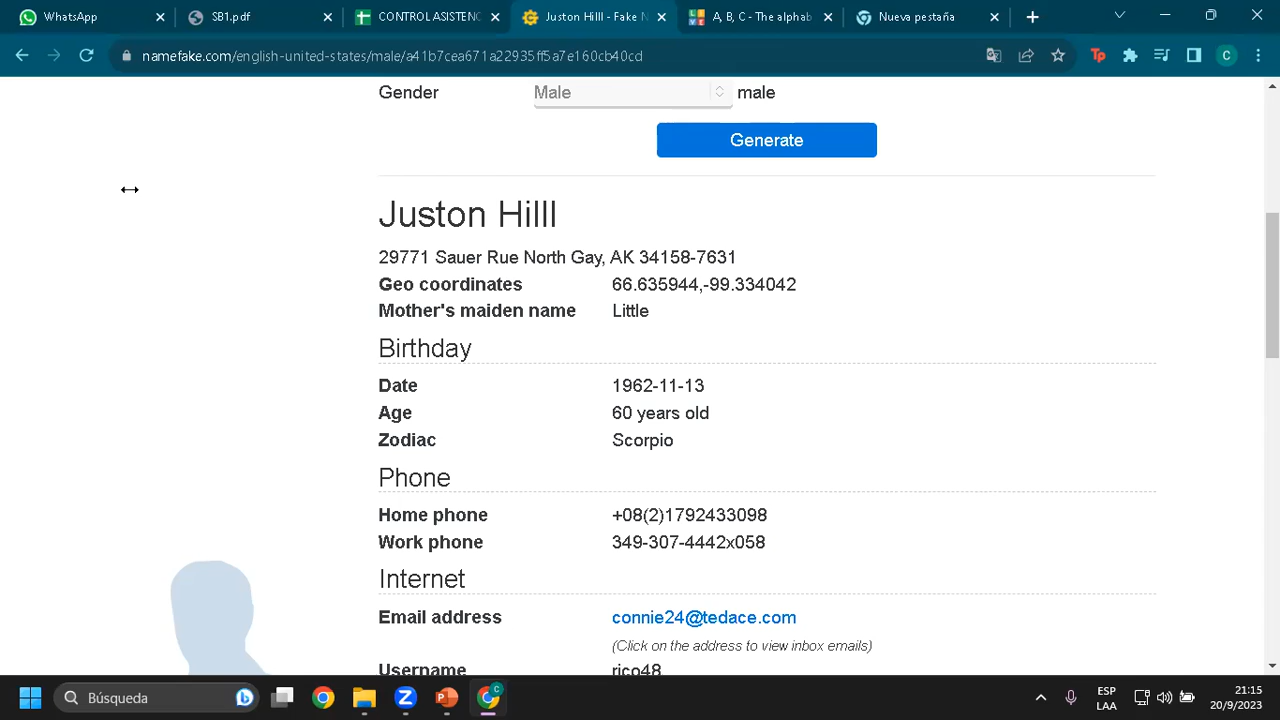 WhatsApp
SB1.pdf
CONTROL ASISTENC
Juston Hilll - Fake N
A, B, C - The alphab
Nueva pestaña
namefake.com/english-united-states/male/a41b7cea671a22935ff5a7e160cb40cd
Tp
C
Gender Male male
Generate
Juston Hilll
29771 Sauer Rue North Gay, AK 34158-7631
Geo coordinates 66.635944,-99.334042
Mother's maiden name Little
Birthday
Date 1962-11-13
Age 60 years old
Zodiac Scorpio
Phone
Home phone +08(2)1792433098
Work phone 349-307-4442x058
Internet
Email address connie24@tedace.com
(Click on the address to view inbox emails)
Username rico48
Búsqueda
ESP
LAA
21:15
20/9/2023